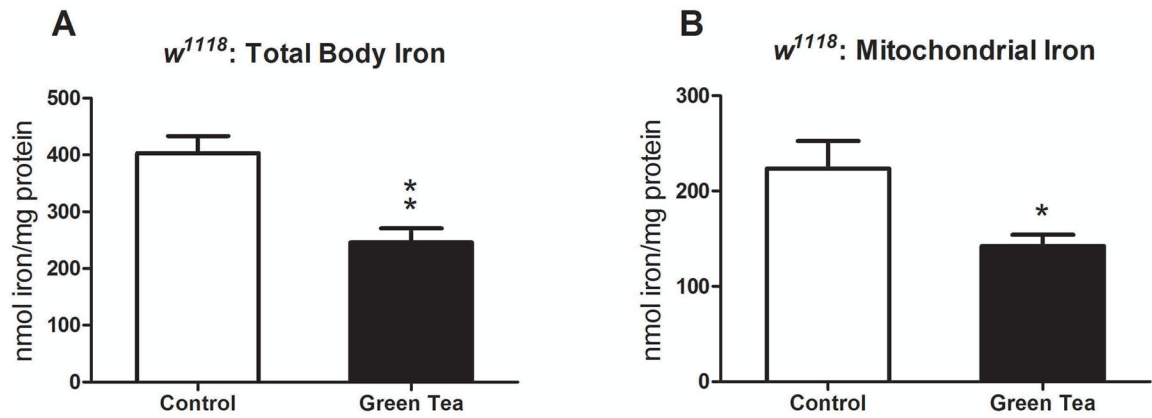 A
w1118: Total Body Iron
nmol iron/mg protein
500
400
300
200
100
0
*
*
Control
Green Tea
B
w1118: Mitochondrial Iron
nmol iron/mg protein
300
200
100
0
*
Control
Green Tea